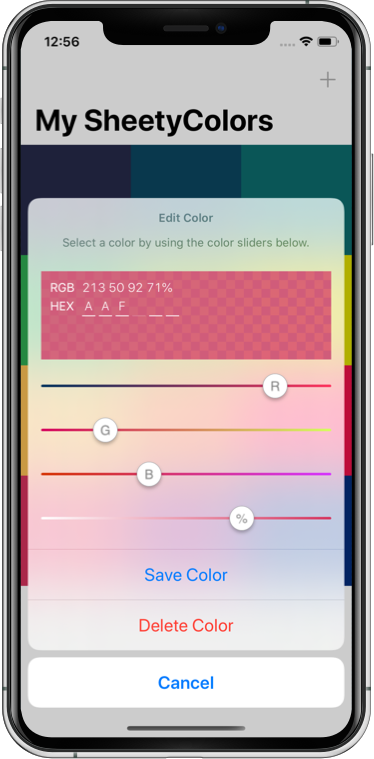 12:56
My SheetyColors
Edit Color
Select a color by using the color sliders below.
RGB 213 50 92 71%
HEX A A F _ _ _
R
G
B
%
Save Color
Delete Color
Cancel